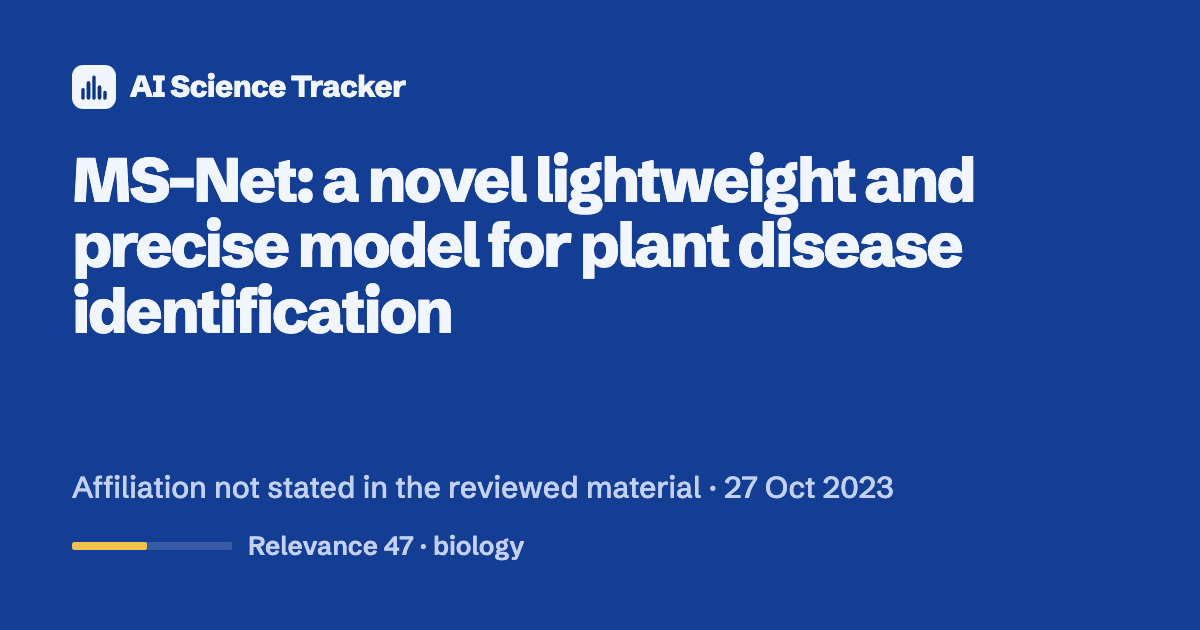 AI Science Tracker
MS-Net: a novel lightweight and
precise model for plant disease
identification
Affiliation not stated in the reviewed material · 27 Oct 2023
Relevance 47 · biology